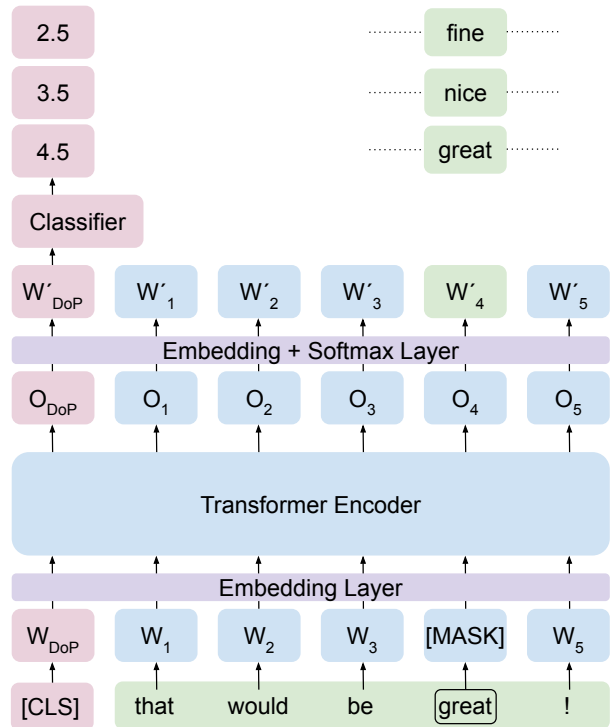 2.5 fine
3.5 nice
4.5 great
Classifier
W´DoP W´1 W´2 W´3 W´4 W´5
Embedding + Softmax Layer
ODoP O1 O2 O3 O4 O5
Transformer Encoder
Embedding Layer
WDoP W1 W2 W3 [MASK] W5
[CLS] that would be great !